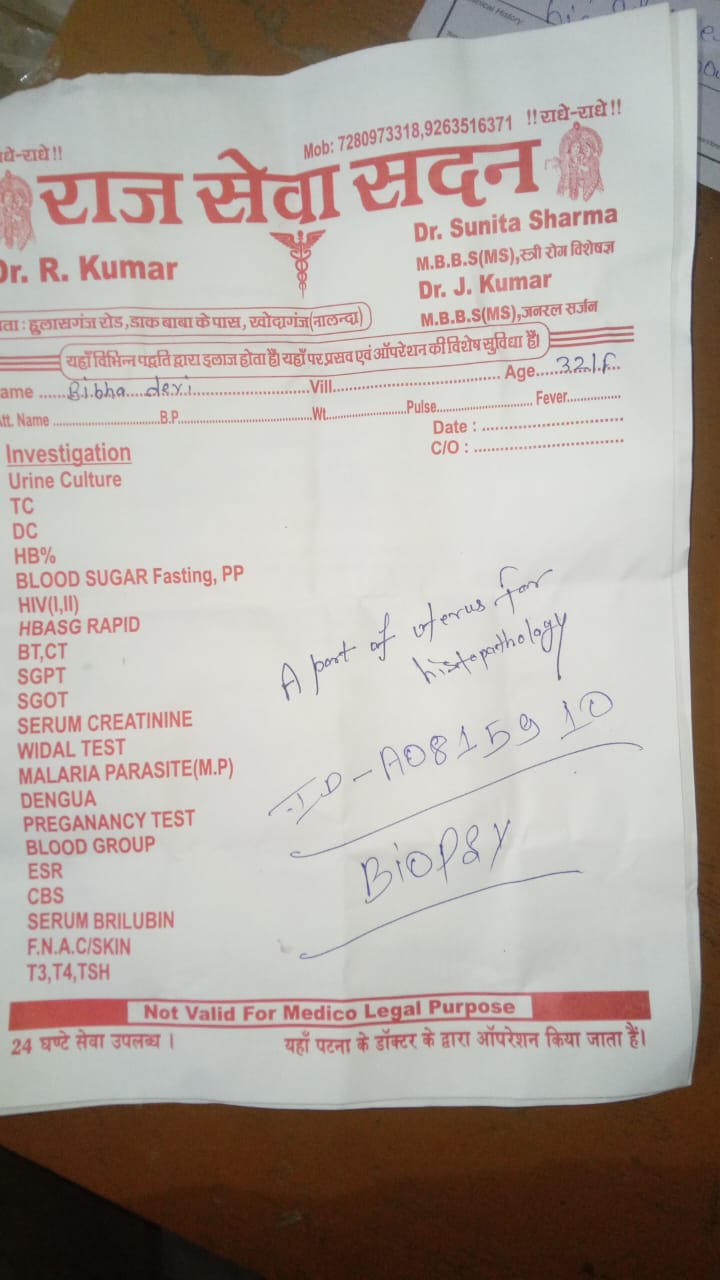 धे-राधे !!
Mob: 7280973318,9263516371
!!राधे-राधे!!
राज सेवा सदन
Dr. R. Kumar
Dr. Sunita Sharma
M.B.B.S(MS),स्त्री रोग विशेषज्ञ
Dr. J. Kumar
M.B.B.S(MS),जनरल सर्जन
ता : हुलासगंज रोड, डाक बाबा के पास, खोदागंज(नालन्दा)
यहाँ विभिन्न पद्वति द्वारा इलाज होता है। यहाँ पर प्रसव एवं ऑपरेशन की विशेष सुविधा हैं।
ame ......Bibha devi..............Vill.................... Age.....32/F...
tt. Name ....................B.P....................Wt....................Pulse.................... Fever...............
Date : ..............................
C/O : ..............................
Investigation
Urine Culture
TC
DC
HB%
BLOOD SUGAR Fasting, PP
HIV(I,II)
HBASG RAPID
BT,CT
SGPT
SGOT
SERUM CREATININE
WIDAL TEST
MALARIA PARASITE(M.P)
DENGUA
PREGANANCY TEST
BLOOD GROUP
ESR
CBS
SERUM BRILUBIN
F.N.A.C/SKIN
T3,T4,TSH
A part of uterus for
histopathology
ID-A0815910
BiOPSY
Not Valid For Medico Legal Purpose
24 घण्टे सेवा उपलब्ध ।
यहाँ पटना के डॉक्टर के द्वारा ऑपरेशन किया जाता हैं।